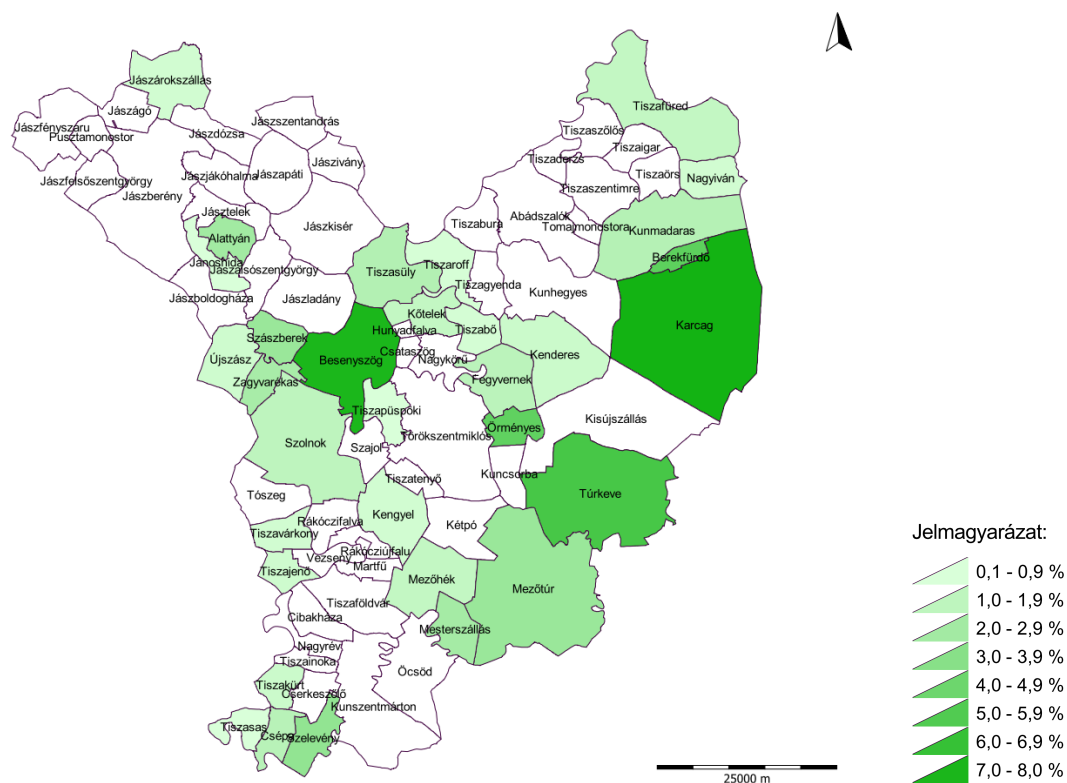 Jászárokszállás
Tiszafüred
Jászágó
Jászszentandrás
Jászfényszaru
Pusztamonostor
Jászdózsa
Tiszaszőlős
Tiszaigar
Jászivány
Tiszaderzs
Jászjákóhalma
Jászapáti
Tiszaörs
Nagyiván
Jászfelsőszentgyörgy
Jászberény
Tiszaszentimre
Jásztelek
Tiszabura
Abádszalók
Tomajmonostora
Jászkisér
Kunmadaras
Alattyán
Jánoshida
Tiszaroff
Berekfürdő
Jászalsószentgyörgy
Tiszasüly
Tiszagyenda
Kunhegyes
Jászboldogháza
Jászladány
Kőtelek
Karcag
Hunyadfalva
Tiszabő
Szászberek
Csataszög
Kenderes
Újszász
Besenyszög
Nagykörű
Zagyvarékas
Fegyvernek
Tiszapüspöki
Kisújszállás
Örményes
Törökszentmiklós
Szolnok
Szajol
Kuncsorba
Tiszatenyő
Túrkeve
Tószeg
Kengyel
Rákóczifalva
Kétpó
Tiszavárkony
Rákócziújfalu
Vezseny
Martfű
Tiszajenő
Mezőhék
Mezőtúr
Tiszaföldvár
Cibakháza
Mesterszállás
Nagyrév
Tiszainoka
Öcsöd
Tiszakürt
Cserkeszőlő
Kunszentmárton
Tiszasas
Csépa
Szelevény
Jelmagyarázat:
0,1 - 0,9 %
1,0 - 1,9 %
2,0 - 2,9 %
3,0 - 3,9 %
4,0 - 4,9 %
5,0 - 5,9 %
6,0 - 6,9 %
7,0 - 8,0 %
25000 m